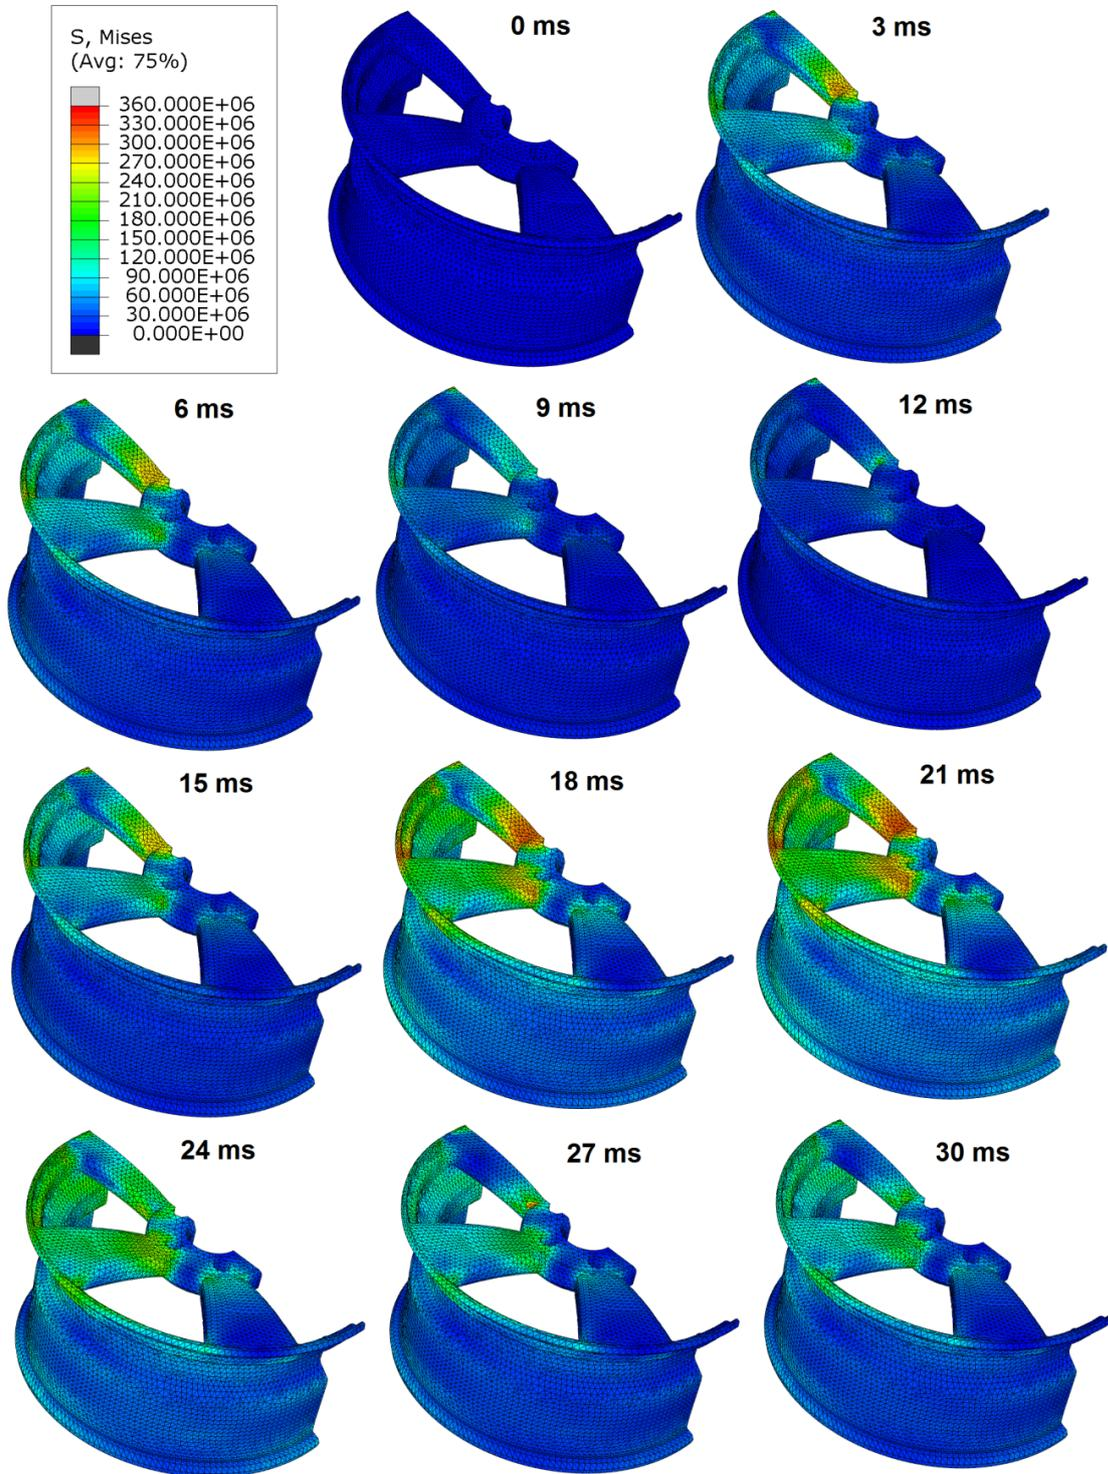 S, Mises
(Avg: 75%)
360.000E+06
330.000E+06
300.000E+06
270.000E+06
240.000E+06
210.000E+06
180.000E+06
150.000E+06
120.000E+06
90.000E+06
60.000E+06
30.000E+06
0.000E+00
0 ms
3 ms
6 ms
9 ms
12 ms
15 ms
18 ms
21 ms
24 ms
27 ms
30 ms